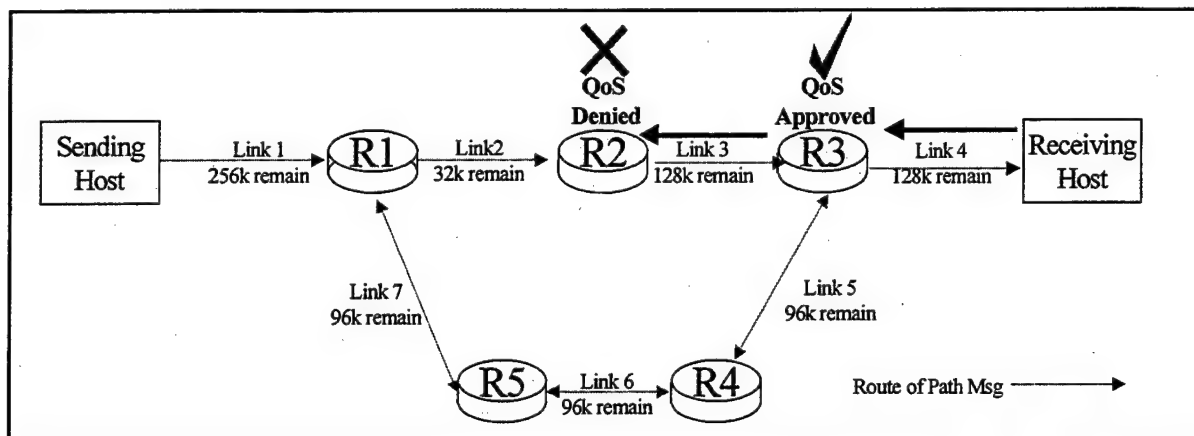 QoS
Denied
QoS
Approved
Sending
Host
Link 1
256k remain
R1
Link2
32k remain
R2
Link 3
128k remain
R3
Link 4
128k remain
Receiving
Host
Link 7
96k remain
Link 5
96k remain
R5
Link 6
96k remain
R4
Route of Path Msg